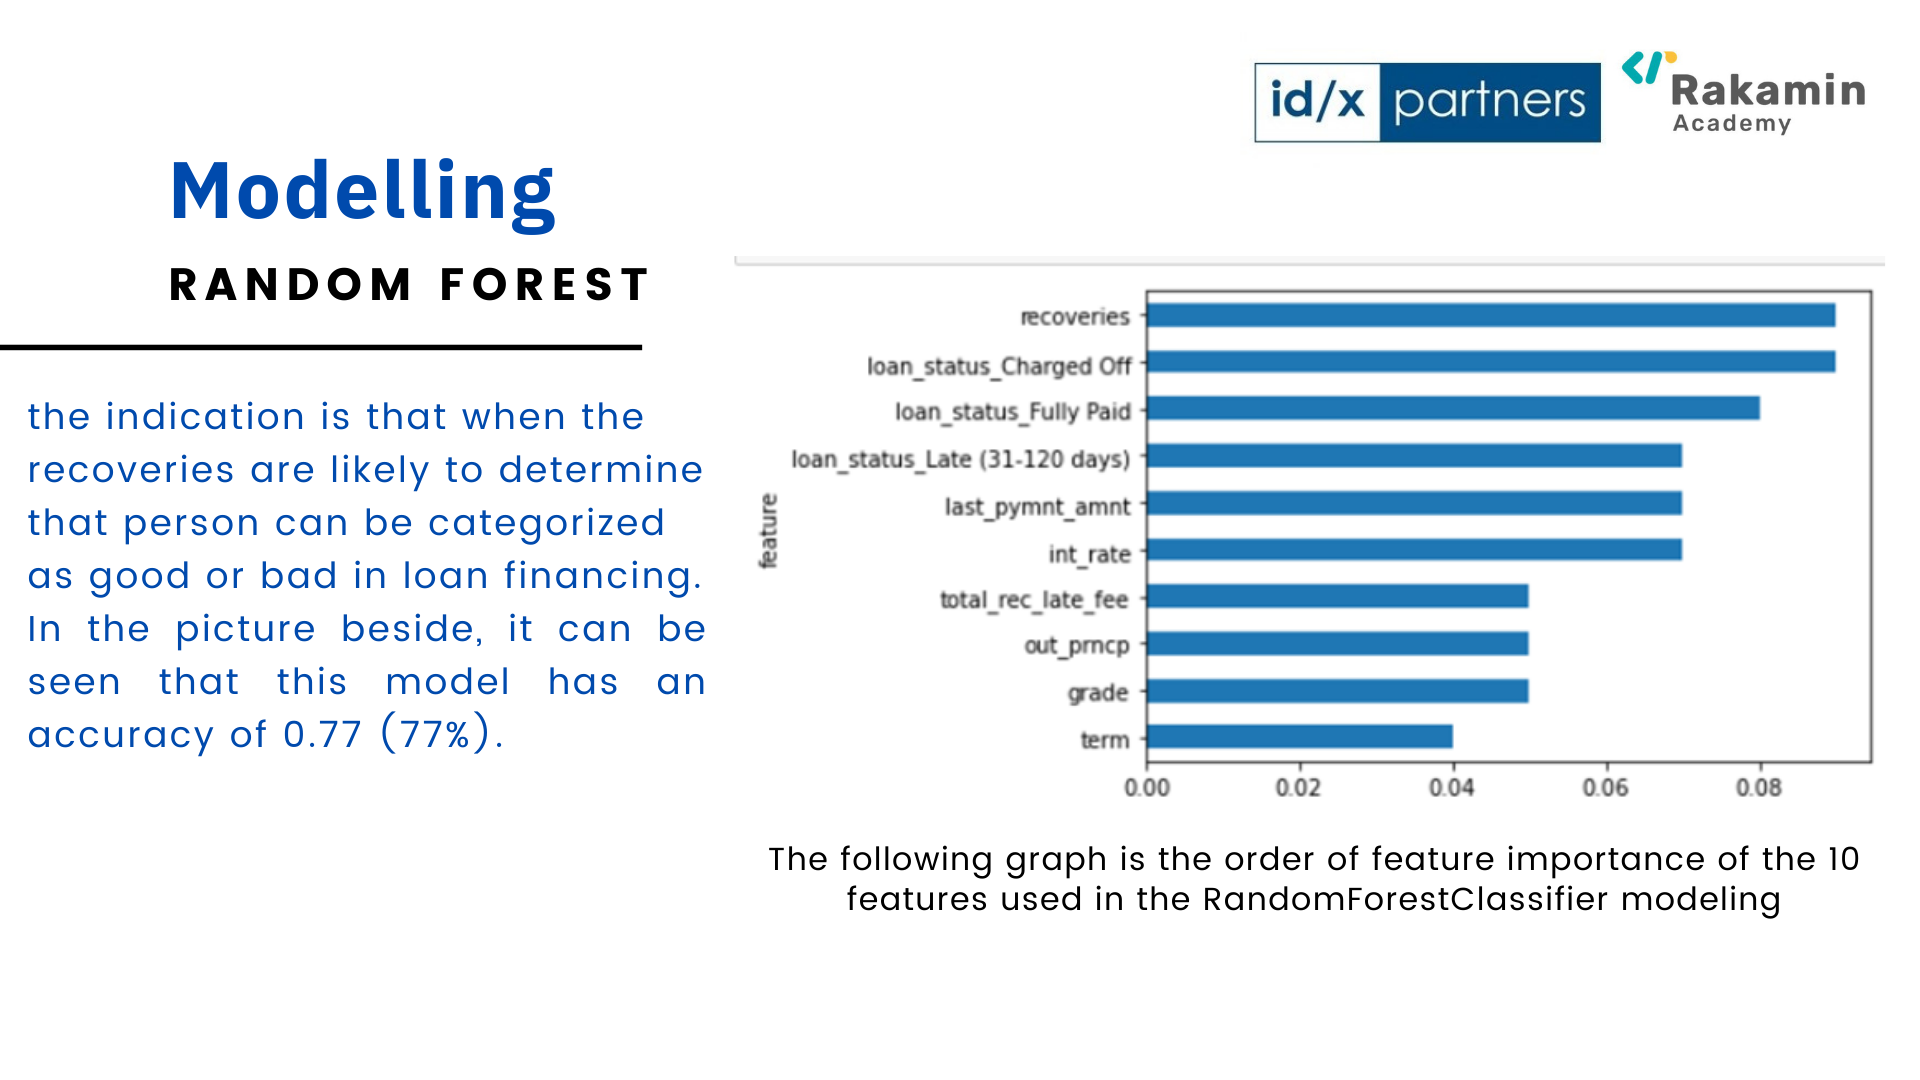 id/x partners
Rakamin
Academy
Modelling
RANDOM FOREST
the indication is that when the
recoveries are likely to determine
that person can be categorized
as good or bad in loan financing.
In the picture beside, it can be
seen that this model has an
accuracy of 0.77 (77%).
feature
recoveries
loan_status_Charged Off
loan_status_Fully Paid
loan_status_Late (31-120 days)
last_pymnt_amnt
int_rate
total_rec_late_fee
out_prncp
grade
term
0.00 0.02 0.04 0.06 0.08
The following graph is the order of feature importance of the 10
features used in the RandomForestClassifier modeling